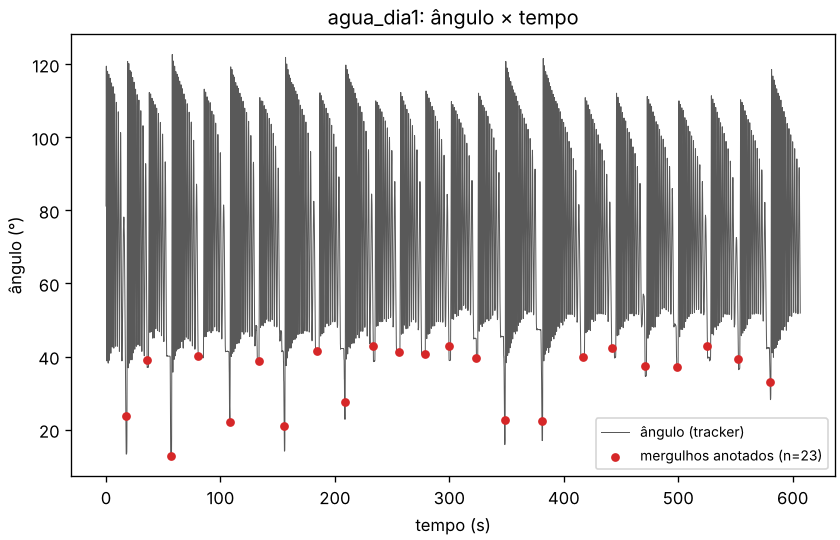 agua_dia1: ângulo × tempo
120
100
80
60
40
20
ângulo (°)
ângulo (tracker)
mergulhos anotados (n=23)
0
100
200
300
400
500
600
tempo (s)